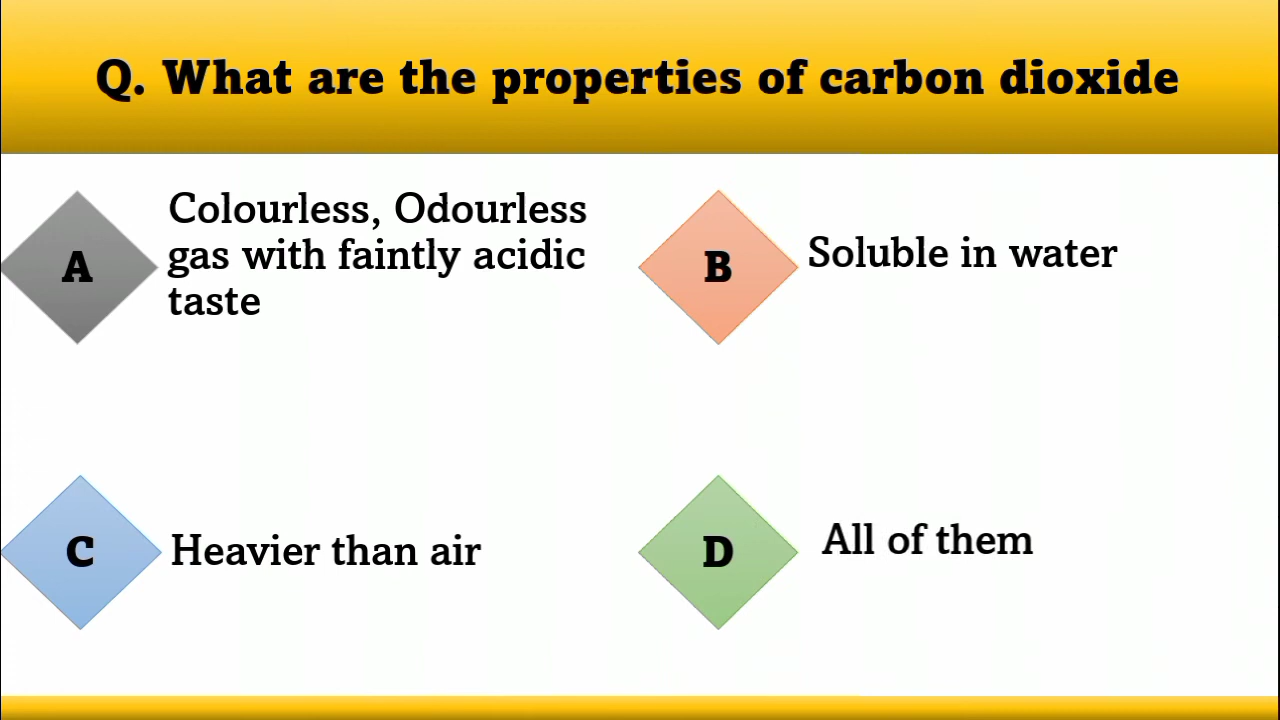 Q. What are the properties of carbon dioxide
A
Colourless, Odourless
gas with faintly acidic
taste
B
Soluble in water
C
Heavier than air
D
All of them